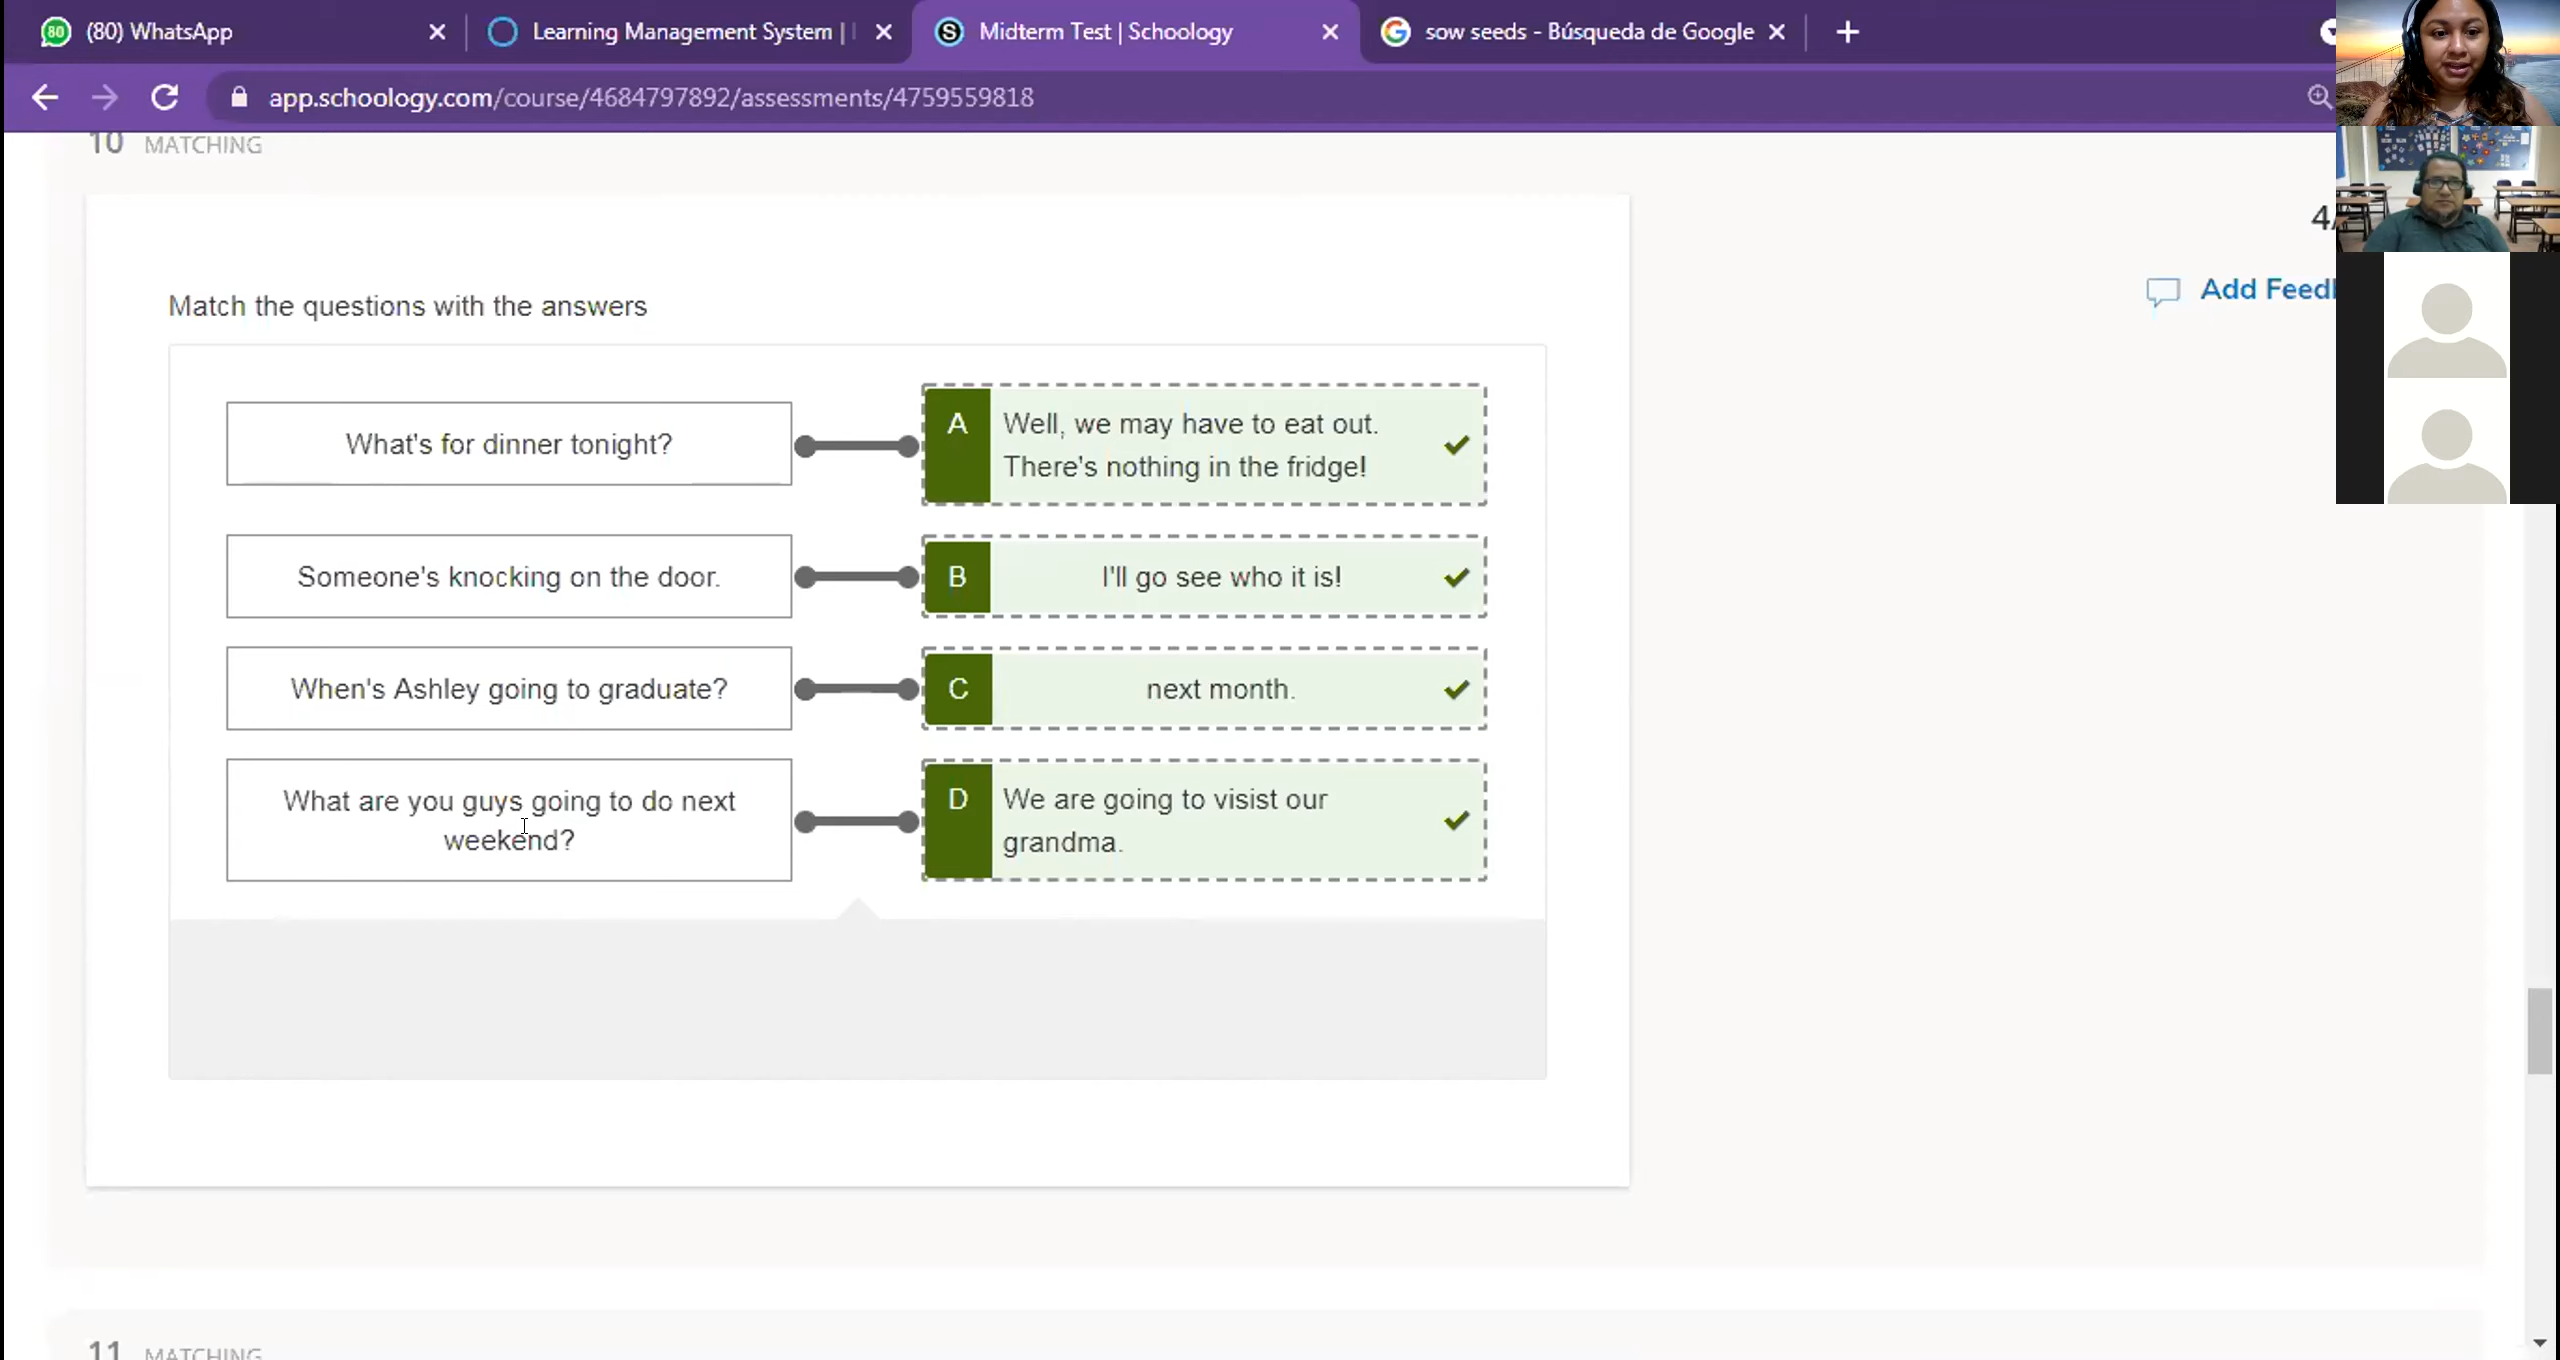 80
(80) WhatsApp
Learning Management System |
S
Midterm Test | Schoology
sow seeds - Búsqueda de Google
app.schoology.com/course/4684797892/assessments/4759559818
10 MATCHING
4/
Add Feed
Match the questions with the answers
What's for dinner tonight?
A
Well, we may have to eat out.
There's nothing in the fridge!
Someone's knocking on the door.
B
I'll go see who it is!
When's Ashley going to graduate?
C
next month.
What are you guys going to do next
weekend?
D
We are going to visist our
grandma.
11 MATCHING